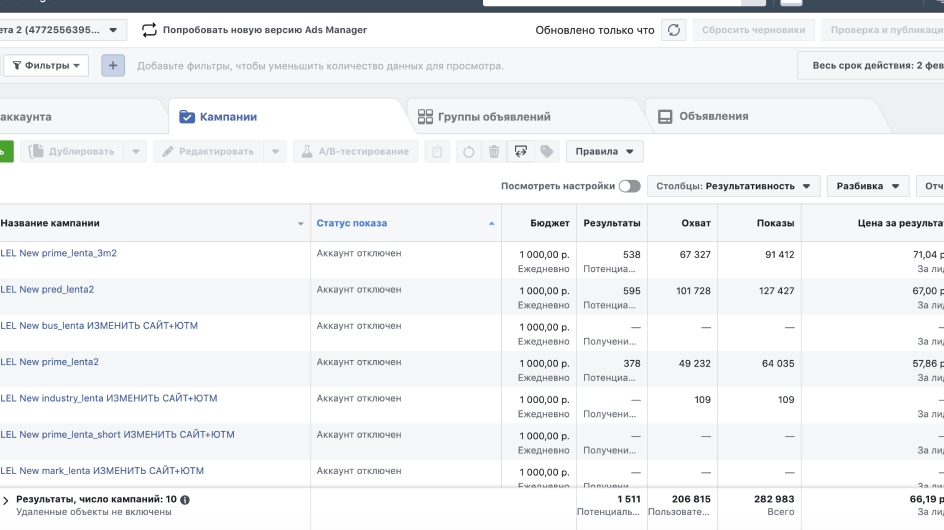 ета 2 (4772556395...
Попробовать новую версию Ads Manager
Обновлено только что
Сбросить черновики
Проверка и публикаци
Фильтры
+
Добавьте фильтры, чтобы уменьшить количество данных для просмотра.
Весь срок действия: 2 фев
аккаунта
Кампании
Группы объявлений
Объявления
ь
Дублировать
Редактировать
A/B-тестирование
Правила
Посмотреть настройки
Столбцы: Результативность
Разбивка
Отч
Название кампании
Статус показа
Бюджет
Результаты
Охват
Показы
Цена за результа
LEL New prime_lenta_3m2
Аккаунт отключен
1 000,00 р.
538
67 327
91 412
71,04 р
Ежедневно
Потенциа...
За ли
LEL New pred_lenta2
Аккаунт отключен
1 000,00 р.
595
101 728
127 427
67,00 р
Ежедневно
Потенциа...
За ли
LEL New bus_lenta ИЗМЕНИТЬ САЙТ+ЮТМ
Аккаунт отключен
1 000,00 р.
—
—
—
Ежедневно
Получени...
За ли
LEL New prime_lenta2
Аккаунт отключен
1 000,00 р.
378
49 232
64 035
57,86 р
Ежедневно
Потенциа...
За ли
LEL New industry_lenta ИЗМЕНИТЬ САЙТ+ЮТМ
Аккаунт отключен
1 000,00 р.
—
109
109
Ежедневно
Получени...
За ли
LEL New prime_lenta_short ИЗМЕНИТЬ САЙТ+ЮТМ
Аккаунт отключен
1 000,00 р.
—
—
—
Ежедневно
Получени...
За ли
LEL New mark_lenta ИЗМЕНИТЬ САЙТ+ЮТМ
Аккаунт отключен
1 000,00 р.
—
—
—
Ежедневно
Получени...
За ли
Результаты, число кампаний: 10
1 511
206 815
282 983
66,19 р
Удаленные объекты не включены
Потенциаль...
Пользовате...
Всего
За ли